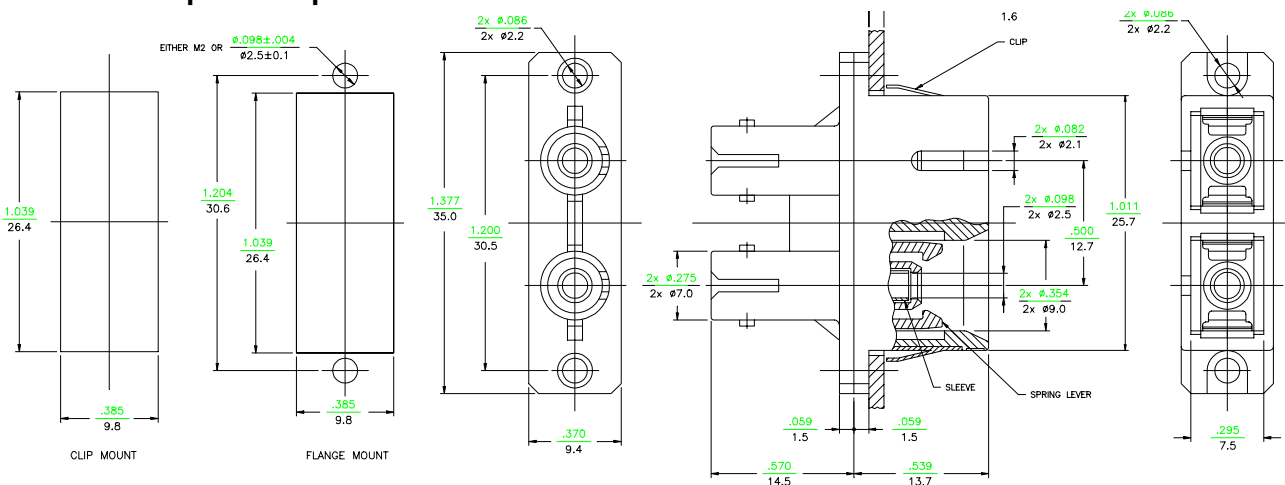 EITHER M2 OR
ø.098±.004
ø2.5±0.1
1.039
26.4
.385
9.8
CLIP MOUNT
1.204
30.6
1.039
26.4
.385
9.8
FLANGE MOUNT
2x ø.086
2x ø2.2
1.377
35.0
1.200
30.5
.370
9.4
1.6
CLIP
2x ø.275
2x ø7.0
2x ø.082
2x ø2.1
2x ø.098
2x ø2.5
.500
12.7
2x ø.354
2x ø9.0
1.011
25.7
SLEEVE
SPRING LEVER
.059
1.5
.059
1.5
.570
14.5
.539
13.7
2x ø.086
2x ø2.2
.295
7.5